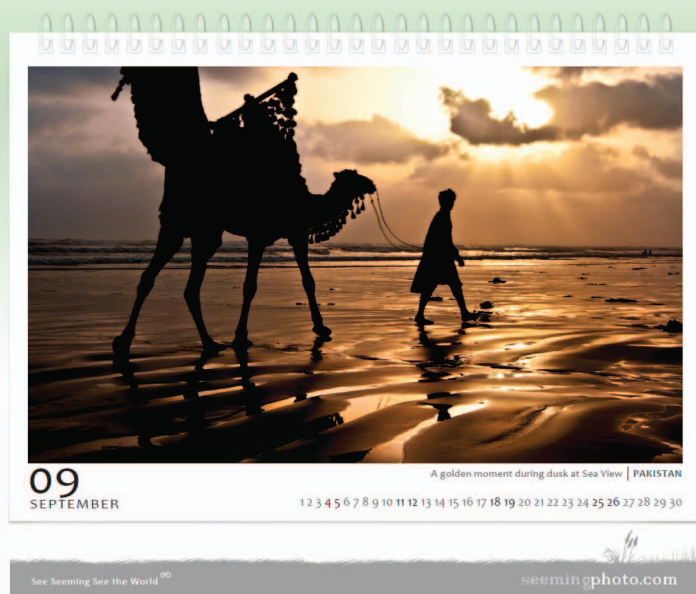 A golden moment during dusk at Sea View | PAKISTAN
09
SEPTEMBER
1 2 3 4 5 6 7 8 9 10 11 12 13 14 15 16 17 18 19 20 21 22 23 24 25 26 27 28 29 30
See Seeming See the World
seemingphoto.com